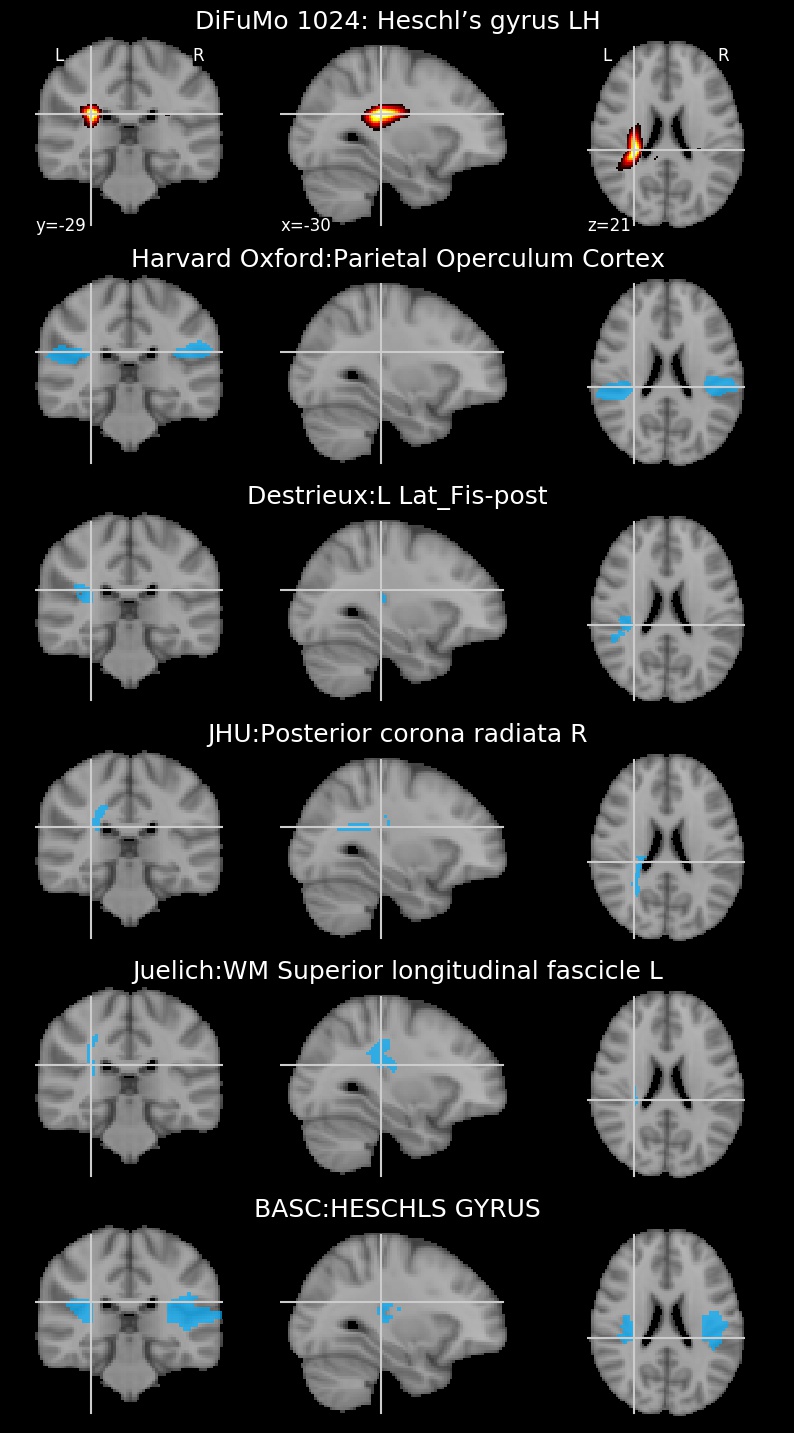 DiFuMo 1024: Heschl’s gyrus LH
L R L R
y=-29 x=-30 z=21
Harvard Oxford:Parietal Operculum Cortex
Destrieux:L Lat_Fis-post
JHU:Posterior corona radiata R
Juelich:WM Superior longitudinal fascicle L
BASC:HESCHLS GYRUS